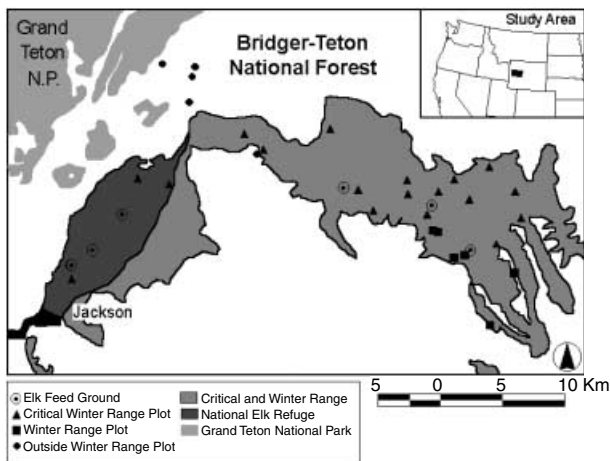 Grand
Teton
N.P.
Bridger-Teton
National Forest
Study Area
Jackson
Elk Feed Ground
Critical Winter Range Plot
Winter Range Plot
Outside Winter Range Plot
Critical and Winter Range
National Elk Refuge
Grand Teton National Park
5 0 5 10 Km